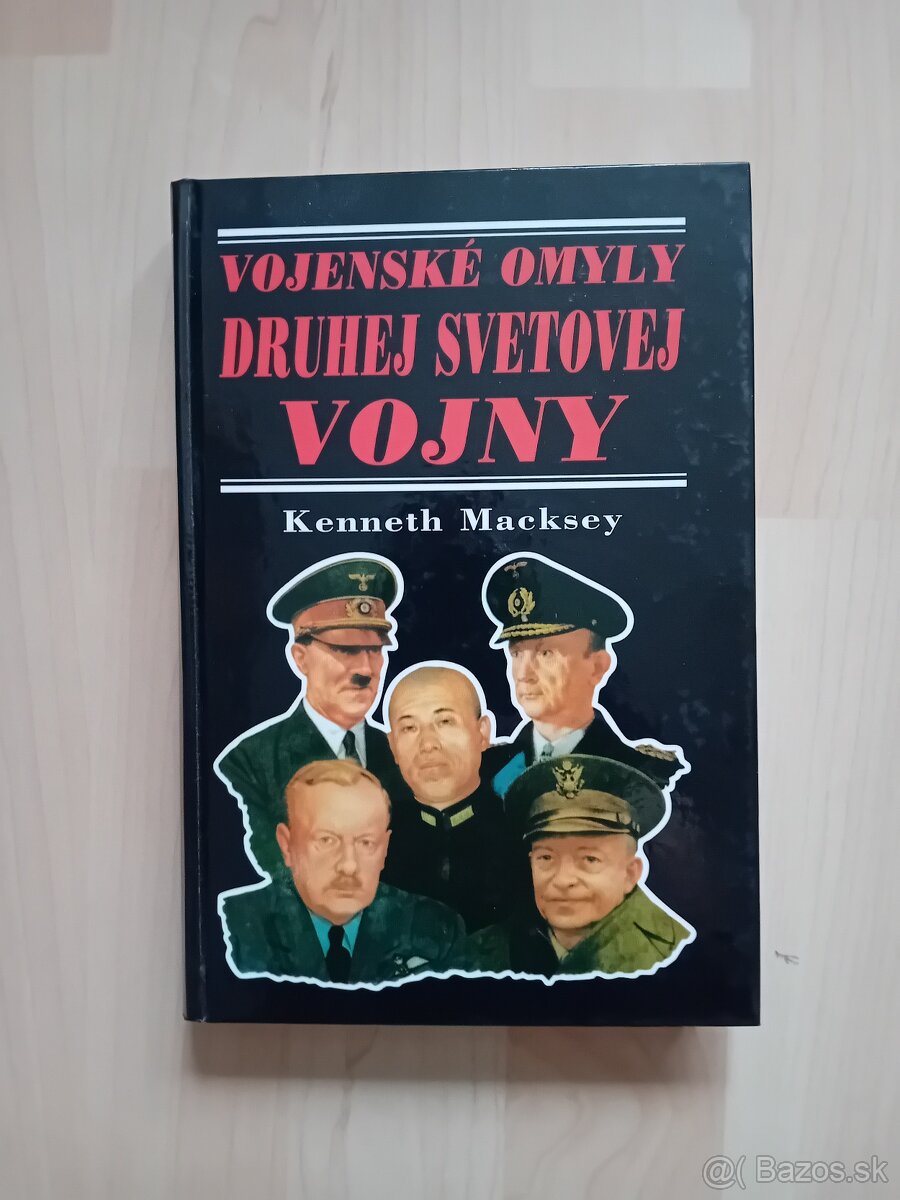 VOJENSKÉ OMYLY
DRUHEJ SVETOVEJ
VOJNY
Kenneth Macksey
@( Bazos.sk